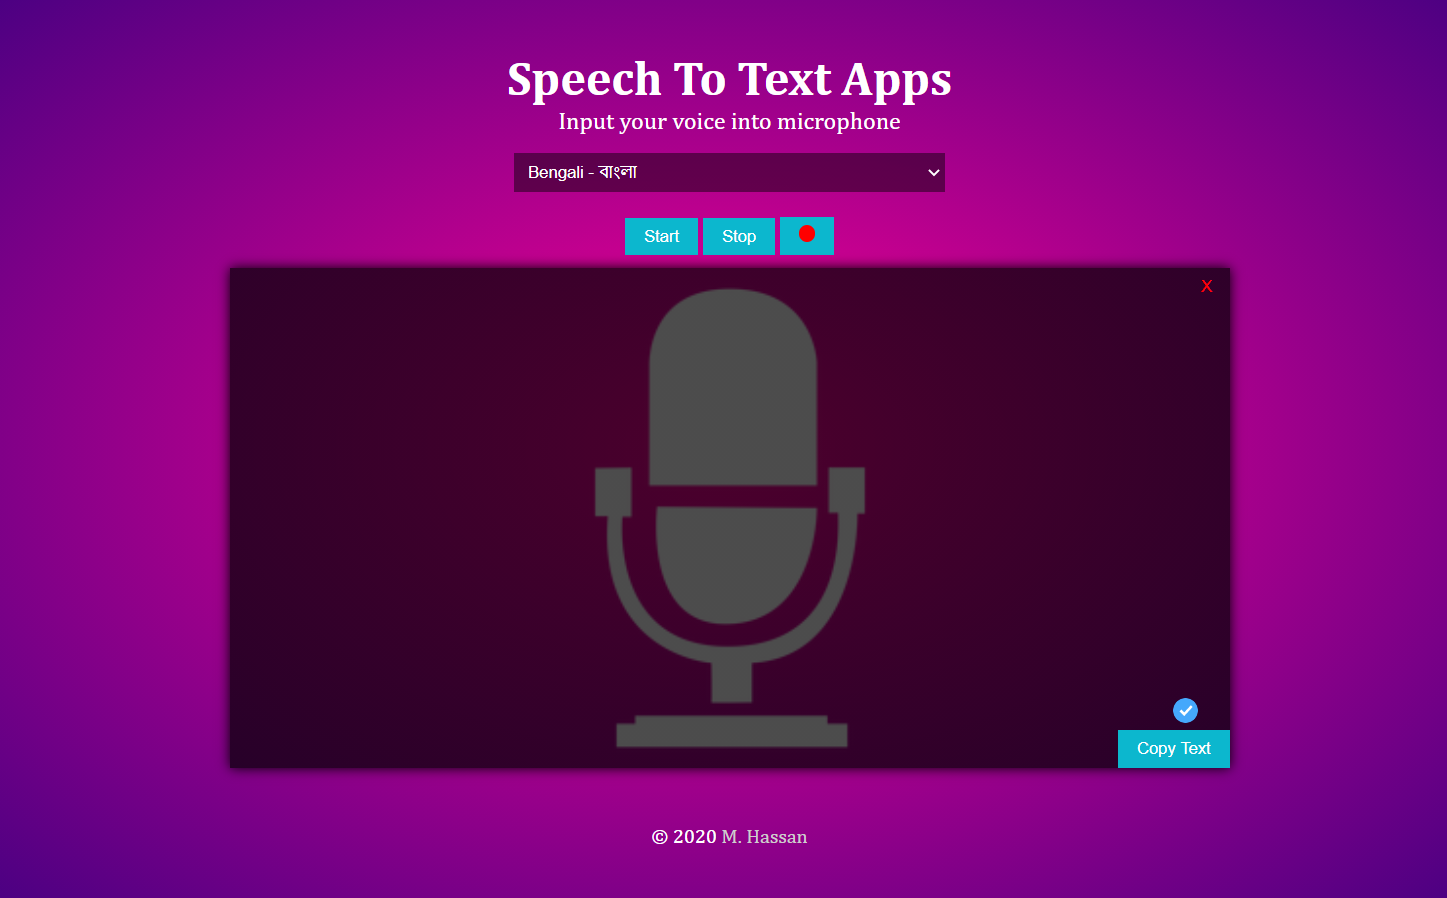 Speech To Text Apps
Input your voice into microphone
Bengali - বাংলা
Start Stop
X
Copy Text
© 2020 M. Hassan